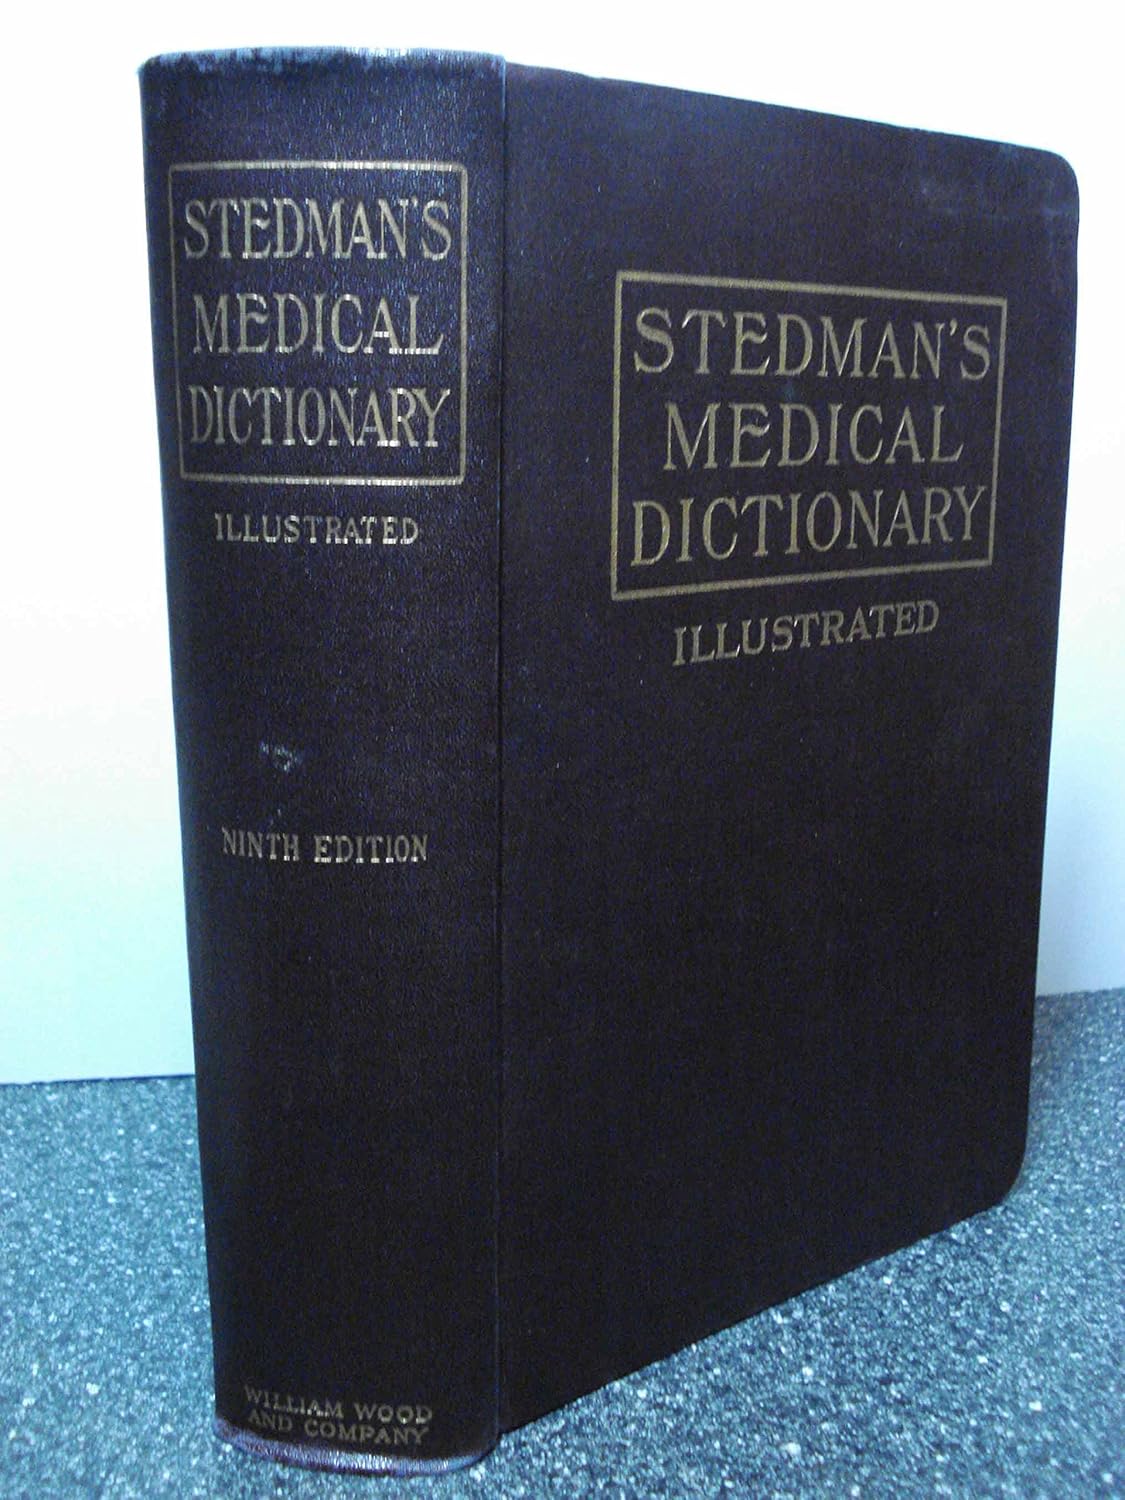 STEDMAN'S
MEDICAL
DICTIONARY
ILLUSTRATED
NINTH EDITION
WILLIAM WOOD
AND COMPANY
STEDMAN'S
MEDICAL
DICTIONARY
ILLUSTRATED